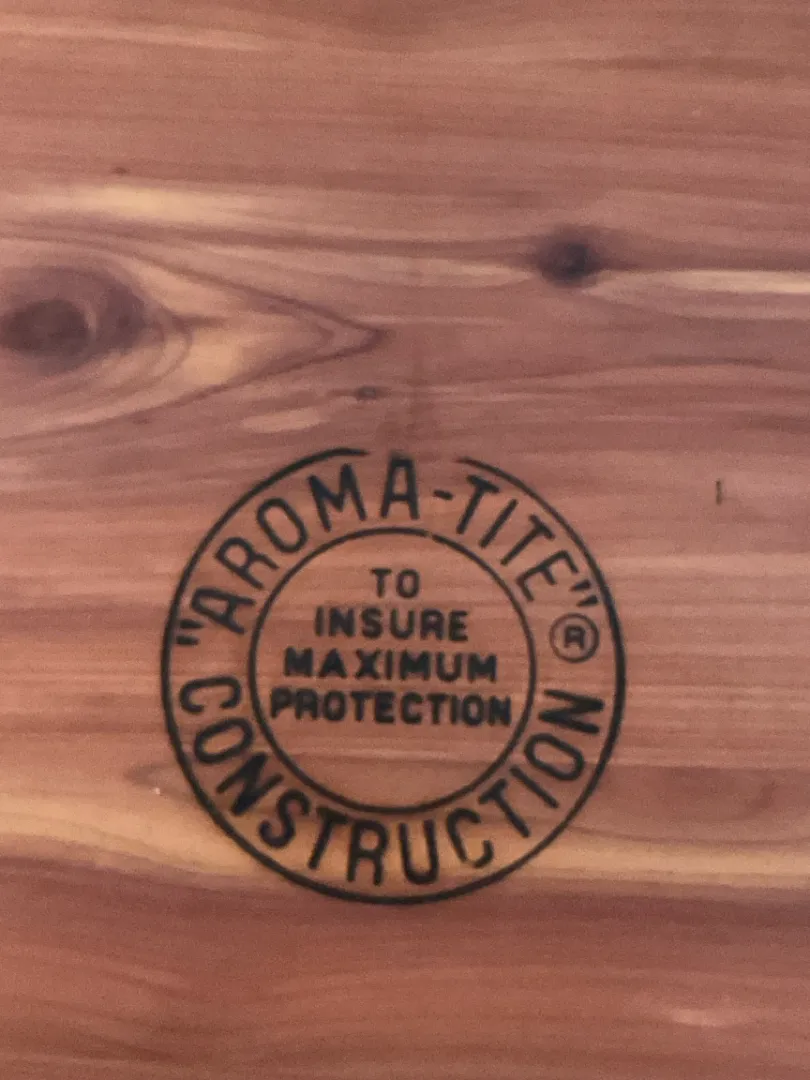 "AROMA-TITE"®
TO
INSURE
MAXIMUM
PROTECTION
CONSTRUCTION